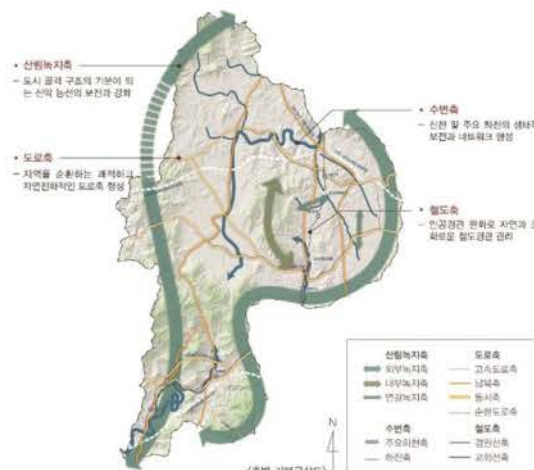 • 산림녹지축
– 도시 골격 구조의 기본이 되
는 산악 능선의 보전과 강화
• 도로축
– 지역을 순환하는 쾌적하고
자연친화적인 도로축 형성
• 수변축
– 신천 및 주요 하천의 생태적
보전과 네트워크 형성
• 철도축
– 인공경관 완화로 자연과 조
화로운 철도경관 관리
산림녹지축
외부녹지축
내부녹지축
연결녹지축
수변축
주요하천축
하천축
도로축
고속도로축
남북축
동서축
순환도로축
철도축
경원선축
교외선축
N